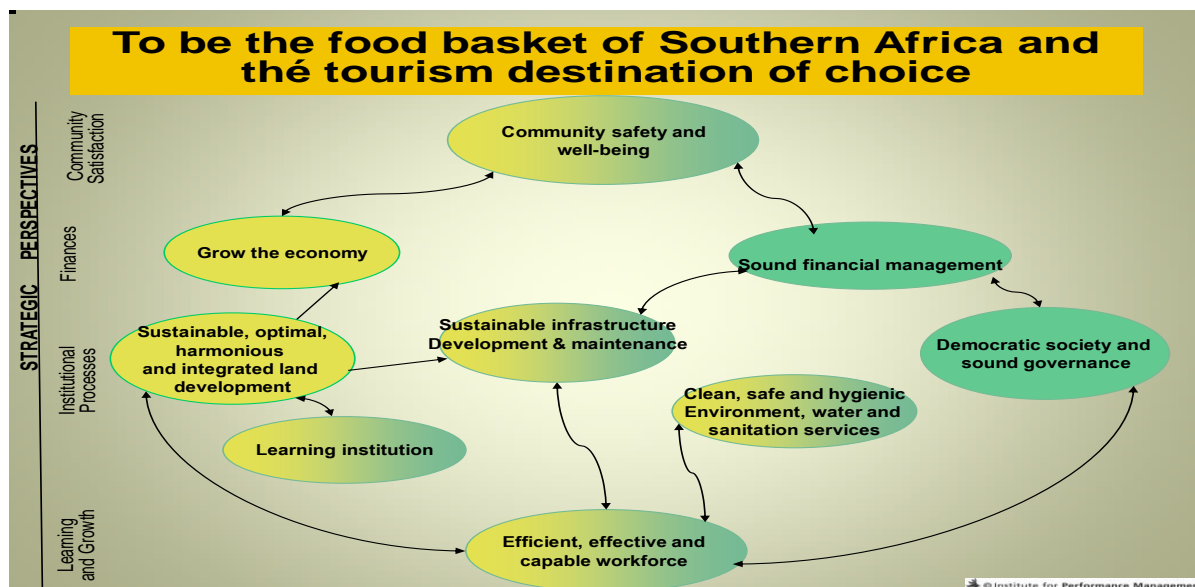 To be the food basket of Southern Africa and
thé tourism destination of choice
STRATEGIC PERSPECTIVES
Community
Satisfaction
Community safety and
well-being
Finances
Grow the economy
Sound financial management
Institutional
Processes
Sustainable, optimal,
harmonious
and integrated land
development
Sustainable infrastructure
Development & maintenance
Democratic society and
sound governance
Clean, safe and hygienic
Environment, water and
sanitation services
Learning institution
Learning
and Growth
Efficient, effective and
capable workforce
©Institute for Performance Management